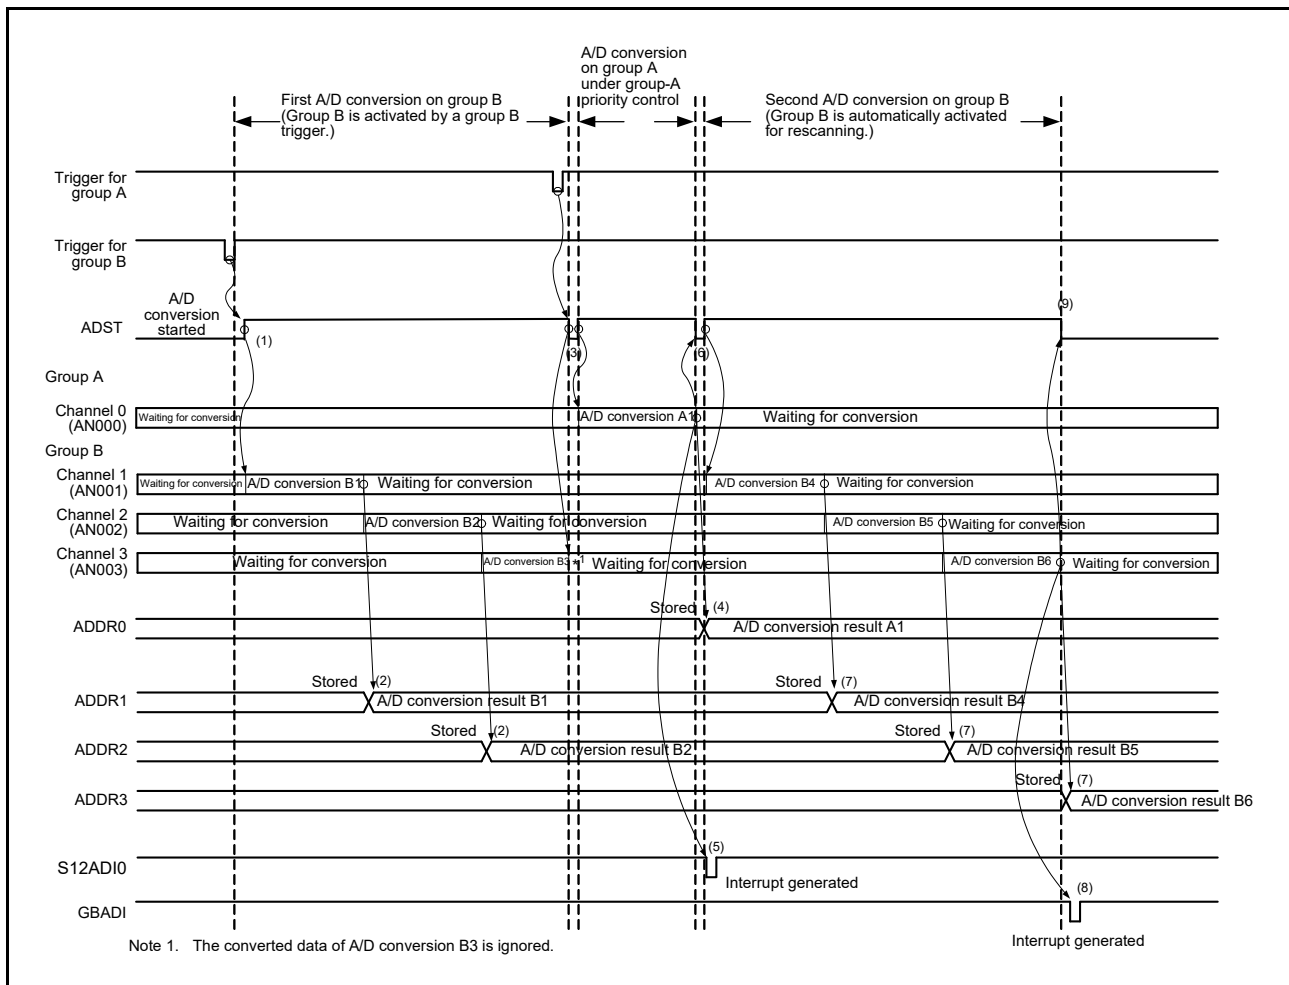 A/D conversion
on group A
under group-A
priority control
First A/D conversion on group B
(Group B is activated by a group B
trigger.)
Second A/D conversion on group B
(Group B is automatically activated
for rescanning.)
Trigger for
group A
Trigger for
group B
A/D
conversion
started
ADST
(1)
(3)
(6)
(9)
Group A
Channel 0
(AN000)
Waiting for conversion
A/D conversion A1
Waiting for conversion
Group B
Channel 1
(AN001)
Waiting for conversion
A/D conversion B1
Waiting for conversion
A/D conversion B4
Waiting for conversion
Channel 2
(AN002)
Waiting for conversion
A/D conversion B2
Waiting for conversion
A/D conversion B5
Waiting for conversion
Channel 3
(AN003)
Waiting for conversion
A/D conversion B3 *1
Waiting for conversion
A/D conversion B6
Waiting for conversion
Stored
(4)
ADDR0
A/D conversion result A1
Stored
(2)
Stored
(7)
ADDR1
A/D conversion result B1
A/D conversion result B4
Stored
(2)
Stored
(7)
ADDR2
A/D conversion result B2
A/D conversion result B5
Stored
(7)
ADDR3
A/D conversion result B6
(5)
S12ADI0
Interrupt generated
(8)
GBADI
Interrupt generated
Note 1. The converted data of A/D conversion B3 is ignored.